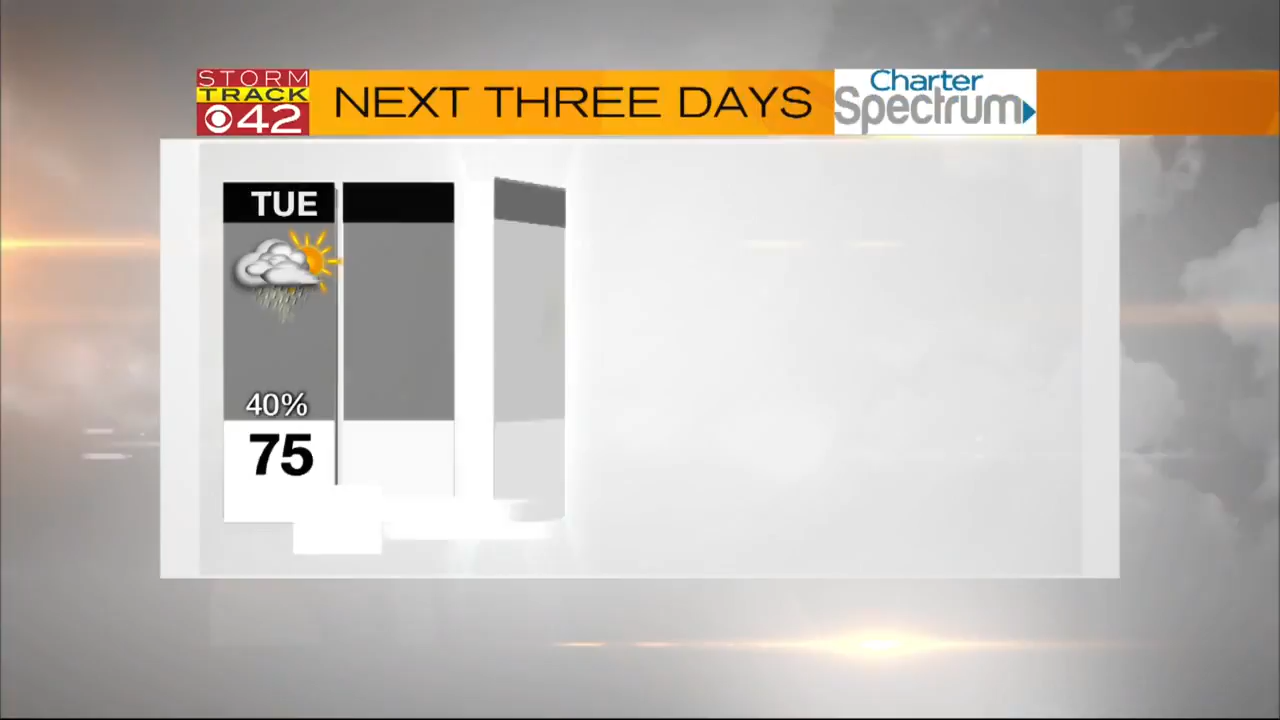 STORM
TRACK
42
NEXT THREE DAYS
Charter
Spectrum
TUE
40%
75